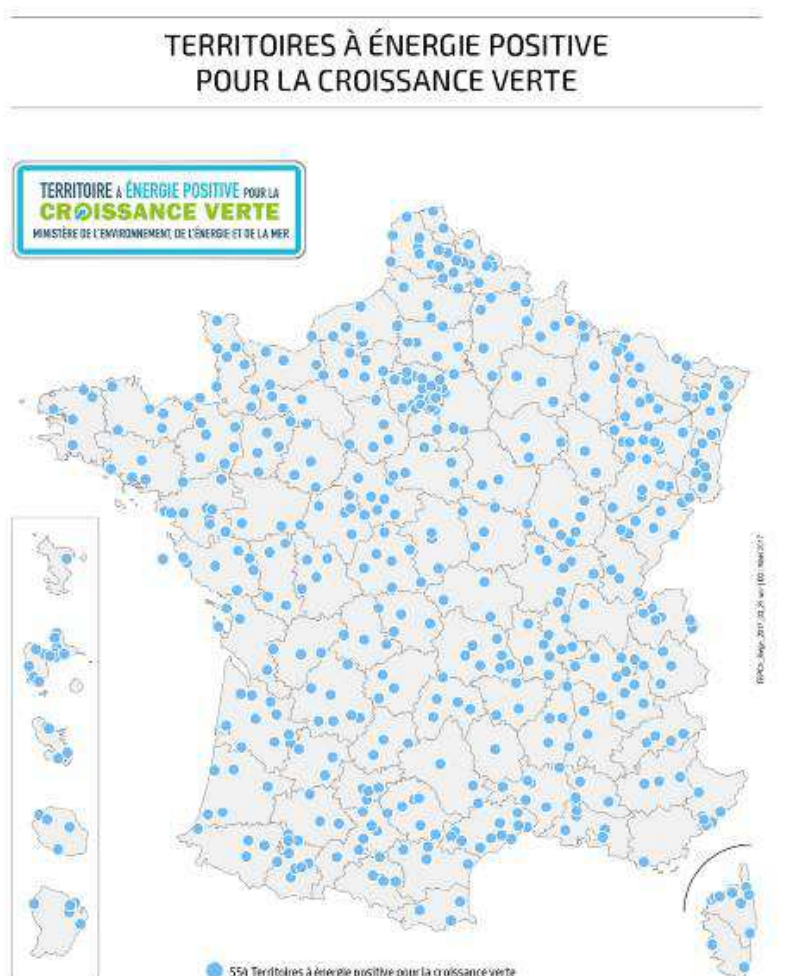 TERRITOIRES À ÉNERGIE POSITIVE
POUR LA CROISSANCE VERTE
TERRITOIRE À ÉNERGIE POSITIVE POUR LA
CROISSANCE VERTE
MINISTÈRE DE L'ENVIRONNEMENT, DE L'ÉNERGIE ET DE LA MER
554 Territoires à énergie positive pour la croissance verte